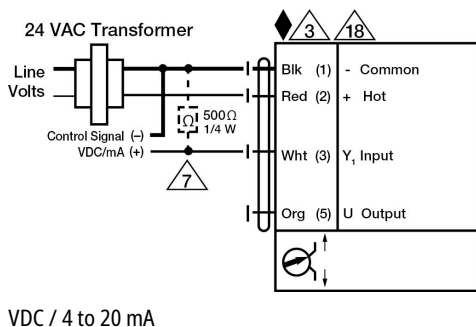 24 VAC Transformer
3 18
Line
Volts
Blk (1) - Common
Red (2) + Hot
Ω 500Ω
1/4 W
Control Signal (–)
VDC/mA (+)
Wht (3) Y₁ Input
7
Org (5) U Output
VDC / 4 to 20 mA